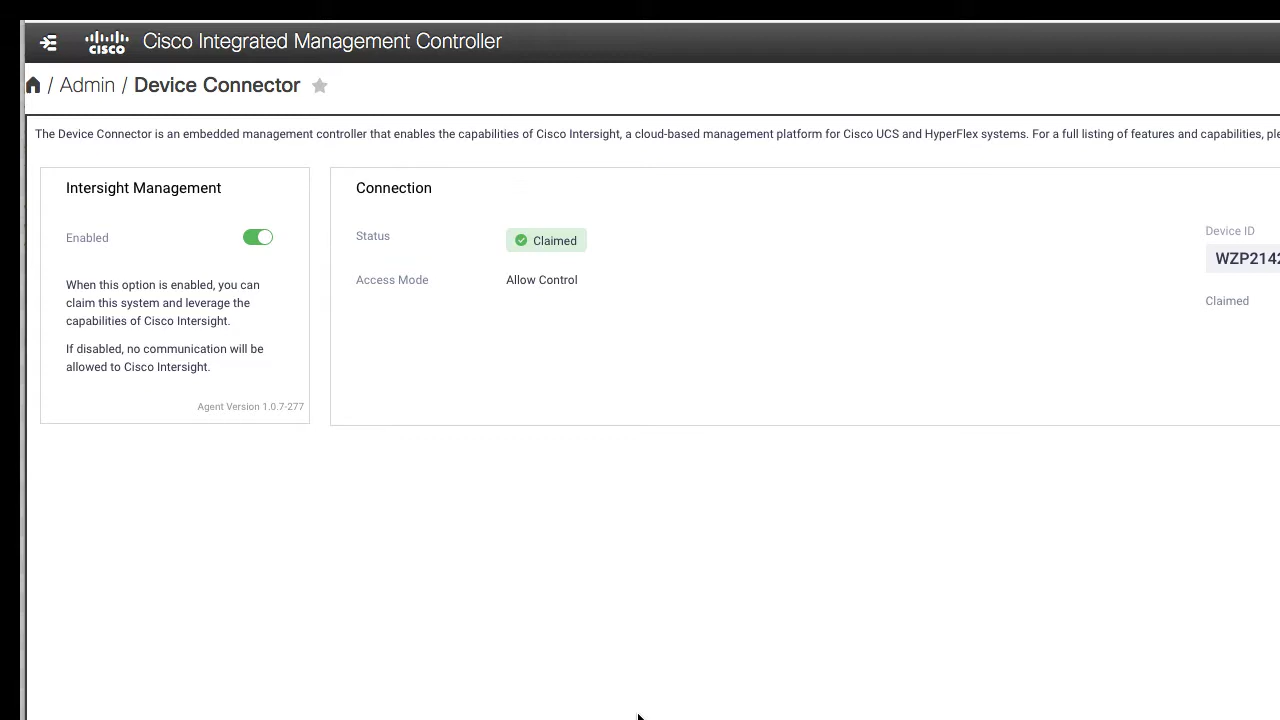 CISCO Cisco Integrated Management Controller
/ Admin / Device Connector
The Device Connector is an embedded management controller that enables the capabilities of Cisco Intersight, a cloud-based management platform for Cisco UCS and HyperFlex systems. For a full listing of features and capabilities,
Intersight Management
Enabled
When this option is enabled, you can
claim this system and leverage the
capabilities of Cisco Intersight.
If disabled, no communication will be
allowed to Cisco Intersight.
Agent Version 1.0.7-277
Connection
Status Claimed
Access Mode Allow Control
Device ID
WZP2142
Claimed